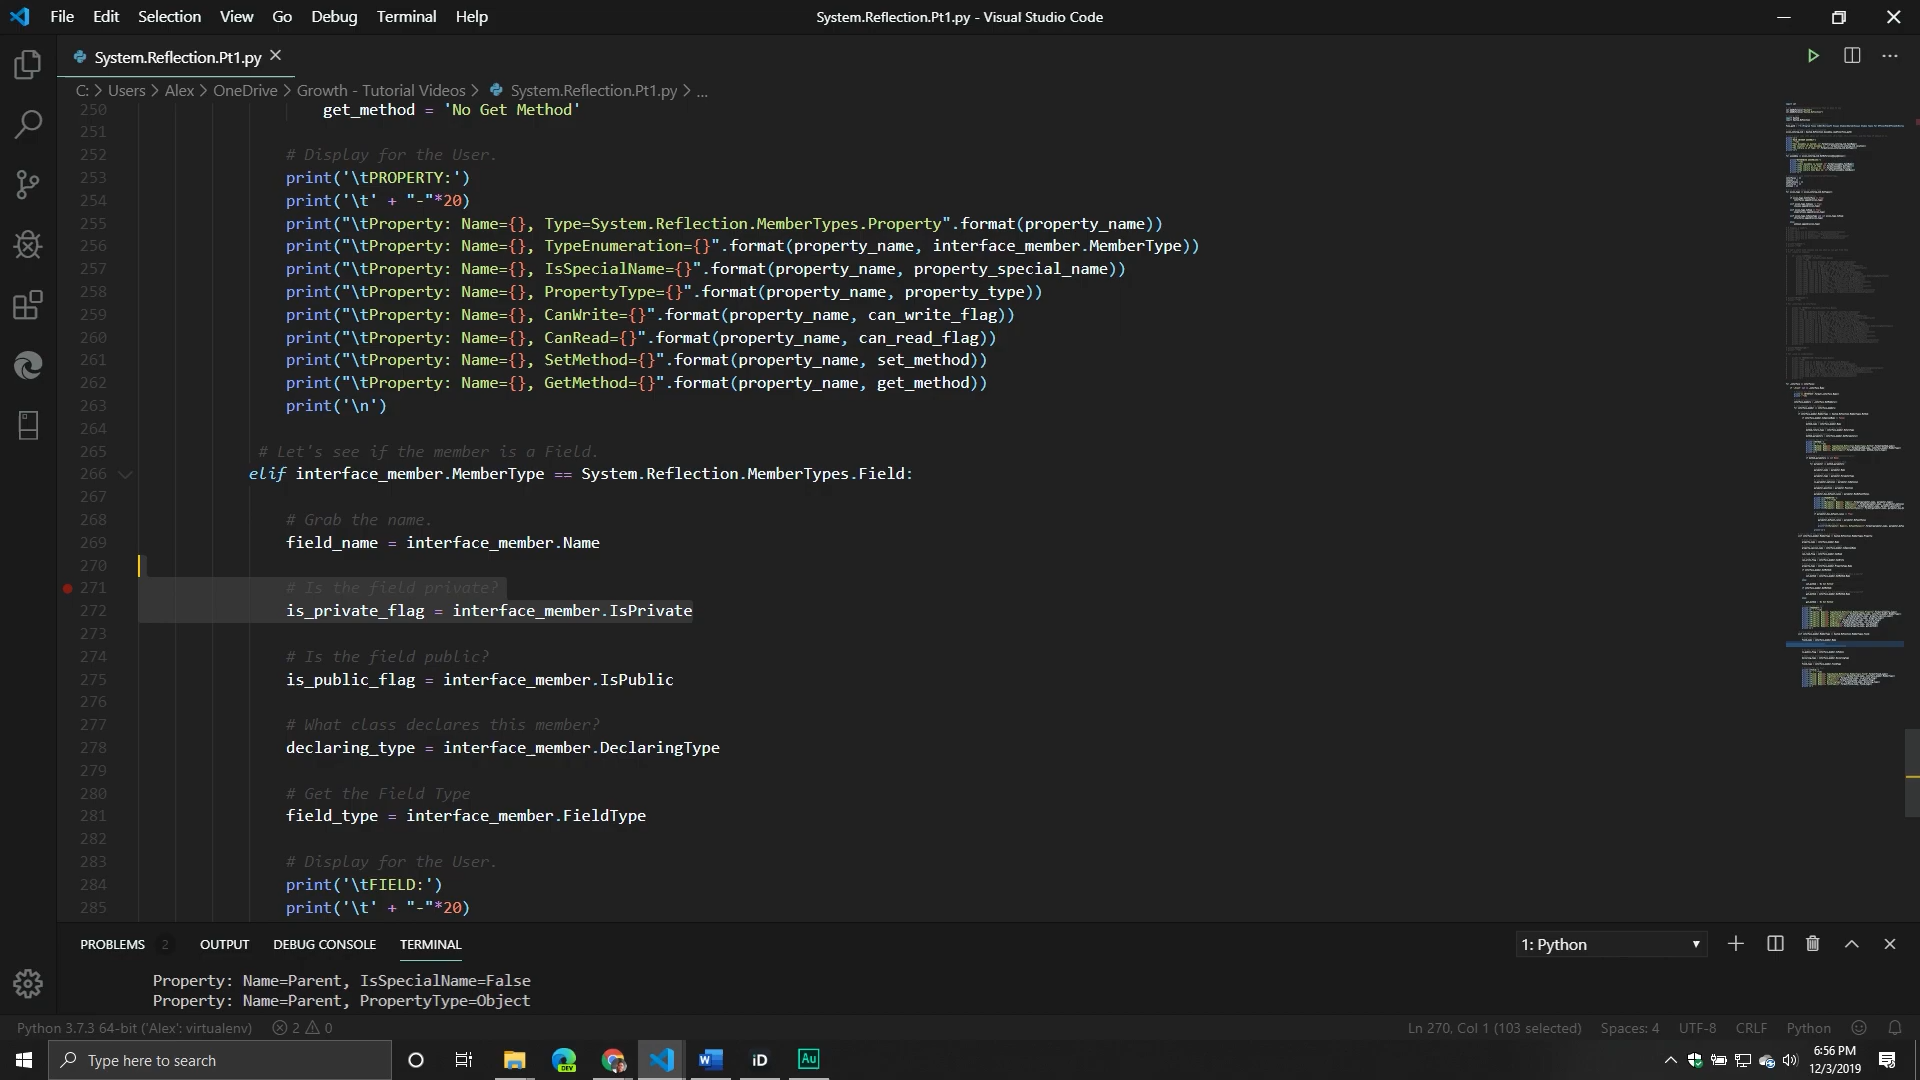 File Edit Selection View Go Debug Terminal Help
System.Reflection.Pt1.py - Visual Studio Code
System.Reflection.Pt1.py
C: > Users > Alex > OneDrive > Growth - Tutorial Videos > System.Reflection.Pt1.py > ...
250 get_method = 'No Get Method'
251
252 # Display for the User.
253 print('\tPROPERTY:')
254 print('\t' + "-"*20)
255 print("\tProperty: Name={}, Type=System.Reflection.MemberTypes.Property".format(property_name))
256 print("\tProperty: Name={}, TypeEnumeration={}".format(property_name, interface_member.MemberType))
257 print("\tProperty: Name={}, IsSpecialName={}".format(property_name, property_special_name))
258 print("\tProperty: Name={}, PropertyType={}".format(property_name, property_type))
259 print("\tProperty: Name={}, CanWrite={}".format(property_name, can_write_flag))
260 print("\tProperty: Name={}, CanRead={}".format(property_name, can_read_flag))
261 print("\tProperty: Name={}, SetMethod={}".format(property_name, set_method))
262 print("\tProperty: Name={}, GetMethod={}".format(property_name, get_method))
263 print('\n')
264
265 # Let's see if the member is a Field.
266 elif interface_member.MemberType == System.Reflection.MemberTypes.Field:
267
268 # Grab the name.
269 field_name = interface_member.Name
270
271 # Is the field private?
272 is_private_flag = interface_member.IsPrivate
273
274 # Is the field public?
275 is_public_flag = interface_member.IsPublic
276
277 # What class declares this member?
278 declaring_type = interface_member.DeclaringType
279
280 # Get the Field Type
281 field_type = interface_member.FieldType
282
283 # Display for the User.
284 print('\tFIELD:')
285 print('\t' + "-"*20)
PROBLEMS 2 OUTPUT DEBUG CONSOLE TERMINAL 1: Python
Property: Name=Parent, IsSpecialName=False
Property: Name=Parent, PropertyType=Object
Python 3.7.3 64-bit ('Alex': virtualenv) 2 0 Ln 270, Col 1 (103 selected) Spaces: 4 UTF-8 CRLF Python
Type here to search
DEV
iD
Au
6:56 PM
12/3/2019